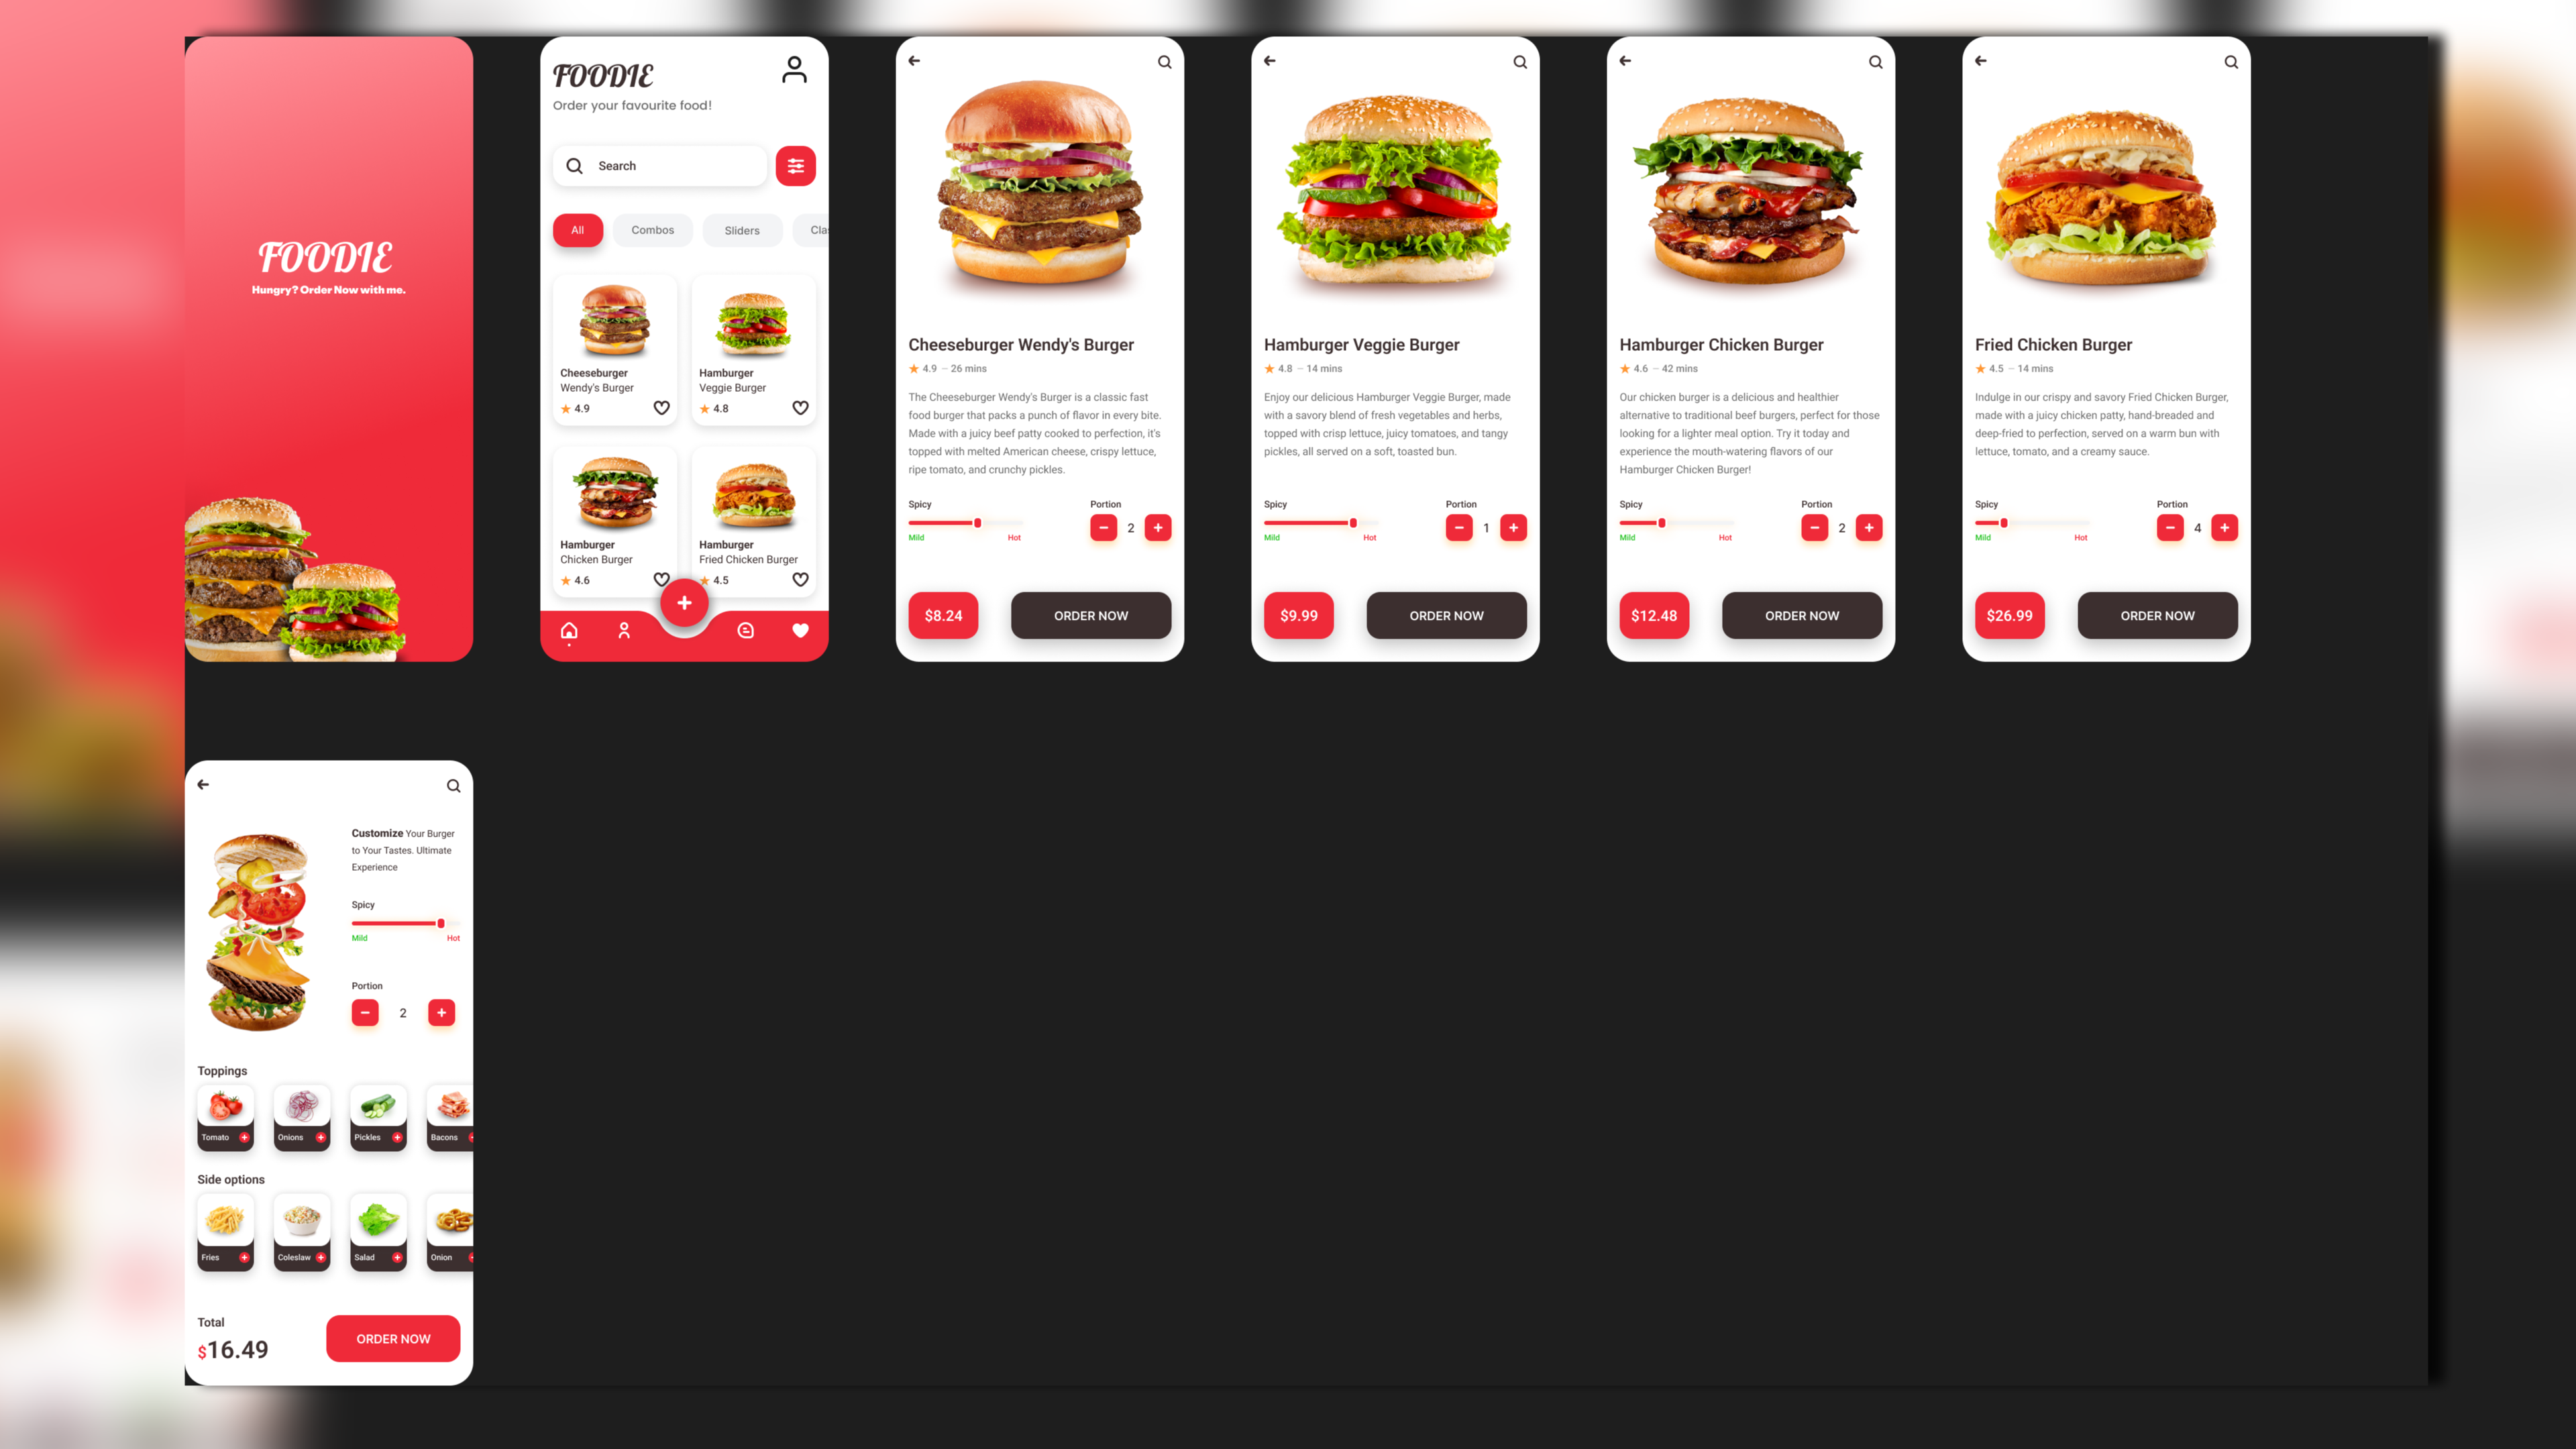 FOODIE
Hungry? Order Now with me.
FOODIE
Order your favourite food!
Search
All
Combos
Sliders
Cla
Cheeseburger
Wendy's Burger
4.9
Hamburger
Veggie Burger
4.8
Hamburger
Chicken Burger
4.6
Hamburger
Fried Chicken Burger
4.5
Cheeseburger Wendy's Burger
4.9 – 26 mins
The Cheeseburger Wendy's Burger is a classic fast
food burger that packs a punch of flavor in every bite.
Made with a juicy beef patty cooked to perfection, it's
topped with melted American cheese, crispy lettuce,
ripe tomato, and crunchy pickles.
Spicy
Mild
Hot
Portion
2
$8.24
ORDER NOW
Hamburger Veggie Burger
4.8 – 14 mins
Enjoy our delicious Hamburger Veggie Burger, made
with a savory blend of fresh vegetables and herbs,
topped with crisp lettuce, juicy tomatoes, and tangy
pickles, all served on a soft, toasted bun.
Spicy
Mild
Hot
Portion
1
$9.99
ORDER NOW
Hamburger Chicken Burger
4.6 – 42 mins
Our chicken burger is a delicious and healthier
alternative to traditional beef burgers, perfect for those
looking for a lighter meal option. Try it today and
experience the mouth-watering flavors of our
Hamburger Chicken Burger!
Spicy
Mild
Hot
Portion
2
$12.48
ORDER NOW
Fried Chicken Burger
4.5 – 14 mins
Indulge in our crispy and savory Fried Chicken Burger,
made with a juicy chicken patty, hand-breaded and
deep-fried to perfection, served on a warm bun with
lettuce, tomato, and a creamy sauce.
Spicy
Mild
Hot
Portion
4
$26.99
ORDER NOW
Customize Your Burger
to Your Tastes. Ultimate
Experience
Spicy
Mild
Hot
Portion
2
Toppings
Tomato
Onions
Pickles
Bacons
Side options
Fries
Coleslaw
Salad
Onion
Total
$16.49
ORDER NOW